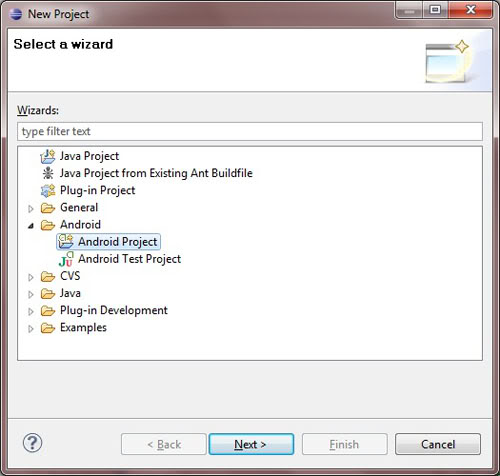 New Project
Select a wizard
Wizards:
type filter text
Java Project
Java Project from Existing Ant Buildfile
Plug-in Project
General
Android
Android Project
Android Test Project
CVS
Java
Plug-in Development
Examples
? < Back Next > Finish Cancel